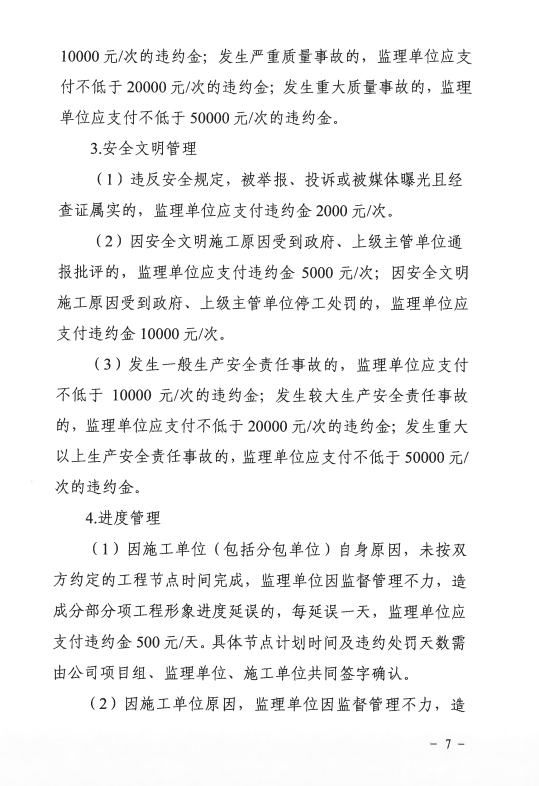 10000 元/次的违约金；发生严重质量事故的，监理单位应支
付不低于 20000 元/次的违约金；发生重大质量事故的，监理
单位应支付不低于 50000 元/次的违约金。
3.安全文明管理
（1）违反安全规定，被举报、投诉或被媒体曝光且经
查证属实的，监理单位应支付违约金 2000 元/次。
（2）因安全文明施工原因受到政府、上级主管单位通
报批评的，监理单位应支付违约金 5000 元/次；因安全文明
施工原因受到政府、上级主管单位停工处罚的，监理单位应
支付违约金 10000 元/次。
（3）发生一般生产安全责任事故的，监理单位应支付
不低于 10000 元/次的违约金；发生较大生产安全责任事故
的，监理单位应支付不低于 20000 元/次的违约金；发生重大
以上生产安全责任事故的，监理单位应支付不低于 50000 元/
次的违约金。
4.进度管理
（1）因施工单位（包括分包单位）自身原因，未按双
方约定的工程节点时间完成，监理单位因监督管理不力，造
成分部分项工程形象进度延误的，每延误一天，监理单位应
支付违约金 500 元/天。具体节点计划时间及违约处罚天数需
由公司项目组、监理单位、施工单位共同签字确认。
（2）因施工单位原因，监理单位因监督管理不力，造
－ 7 －